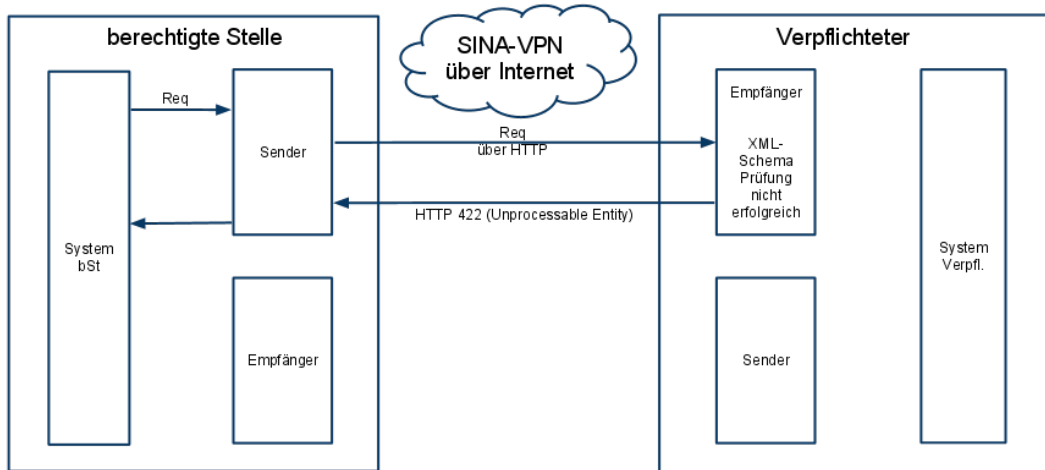 berechtigte Stelle
SINA-VPN
über Internet
Verpflichteter
Req
Sender
System
bSt
Empfänger
Req
über HTTP
HTTP 422 (Unprocessable Entity)
Empfänger
XML-
Schema
Prüfung
nicht
erfolgreich
Sender
System
Verpfl.